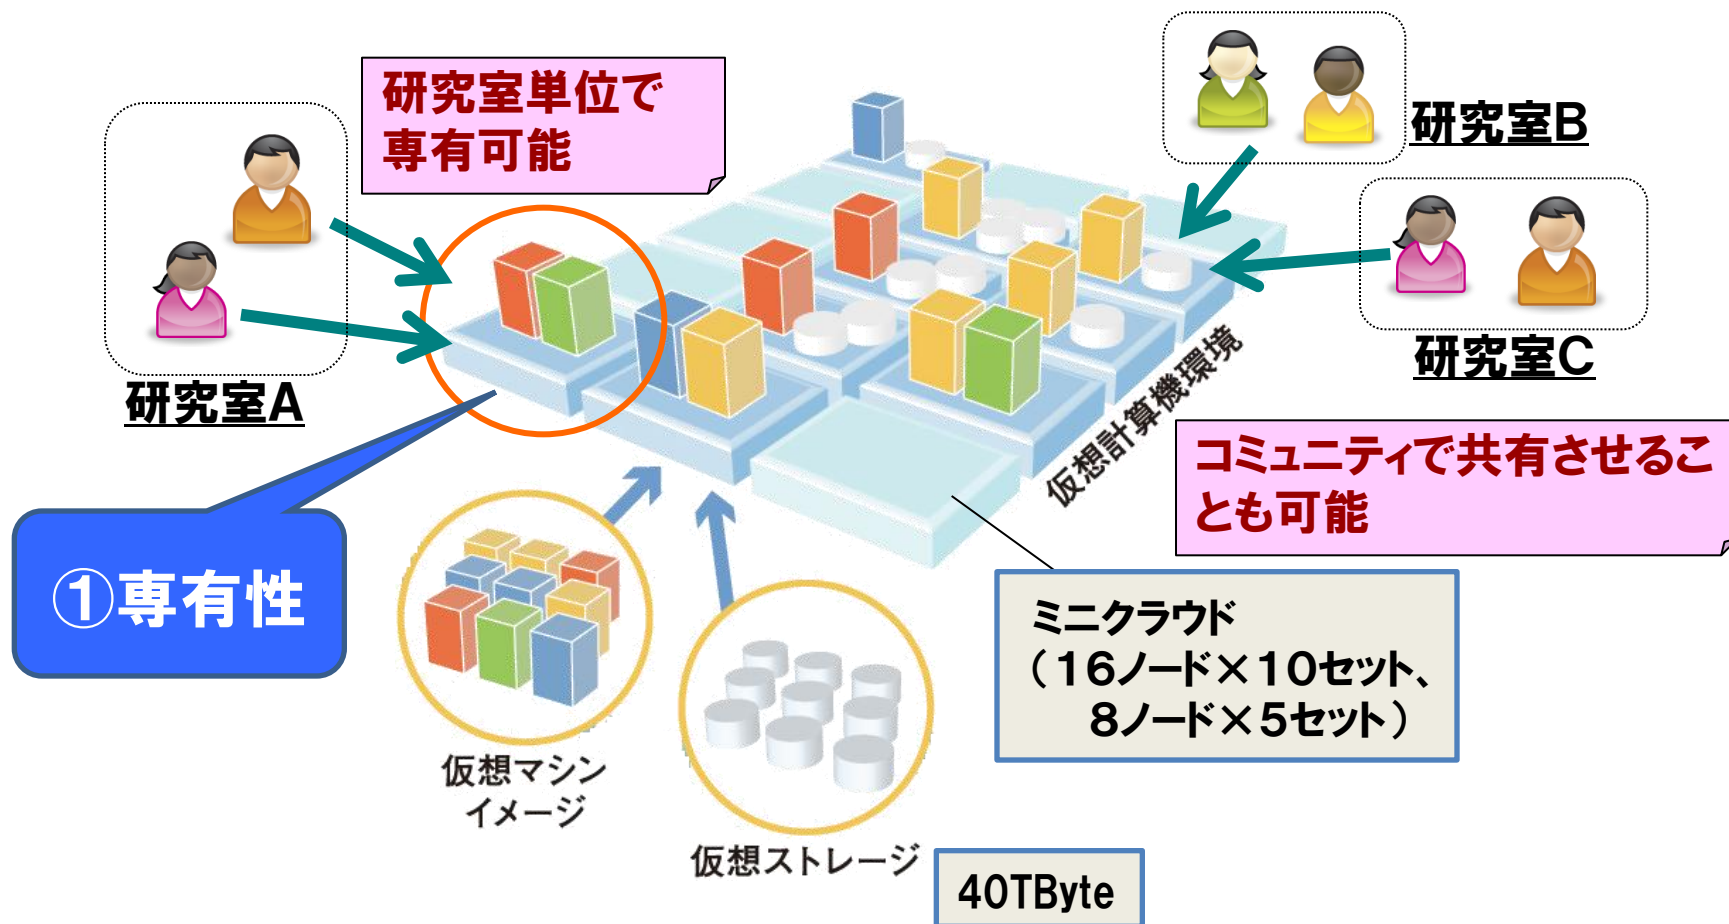 研究室単位で
専有可能
研究室B
研究室C
研究室A
仮想計算機環境
コミュニティで共有させるこ
とも可能
①専有性
ミニクラウド
（16ノード×10セット、
8ノード×5セット）
仮想マシン
イメージ
仮想ストレージ
40TByte